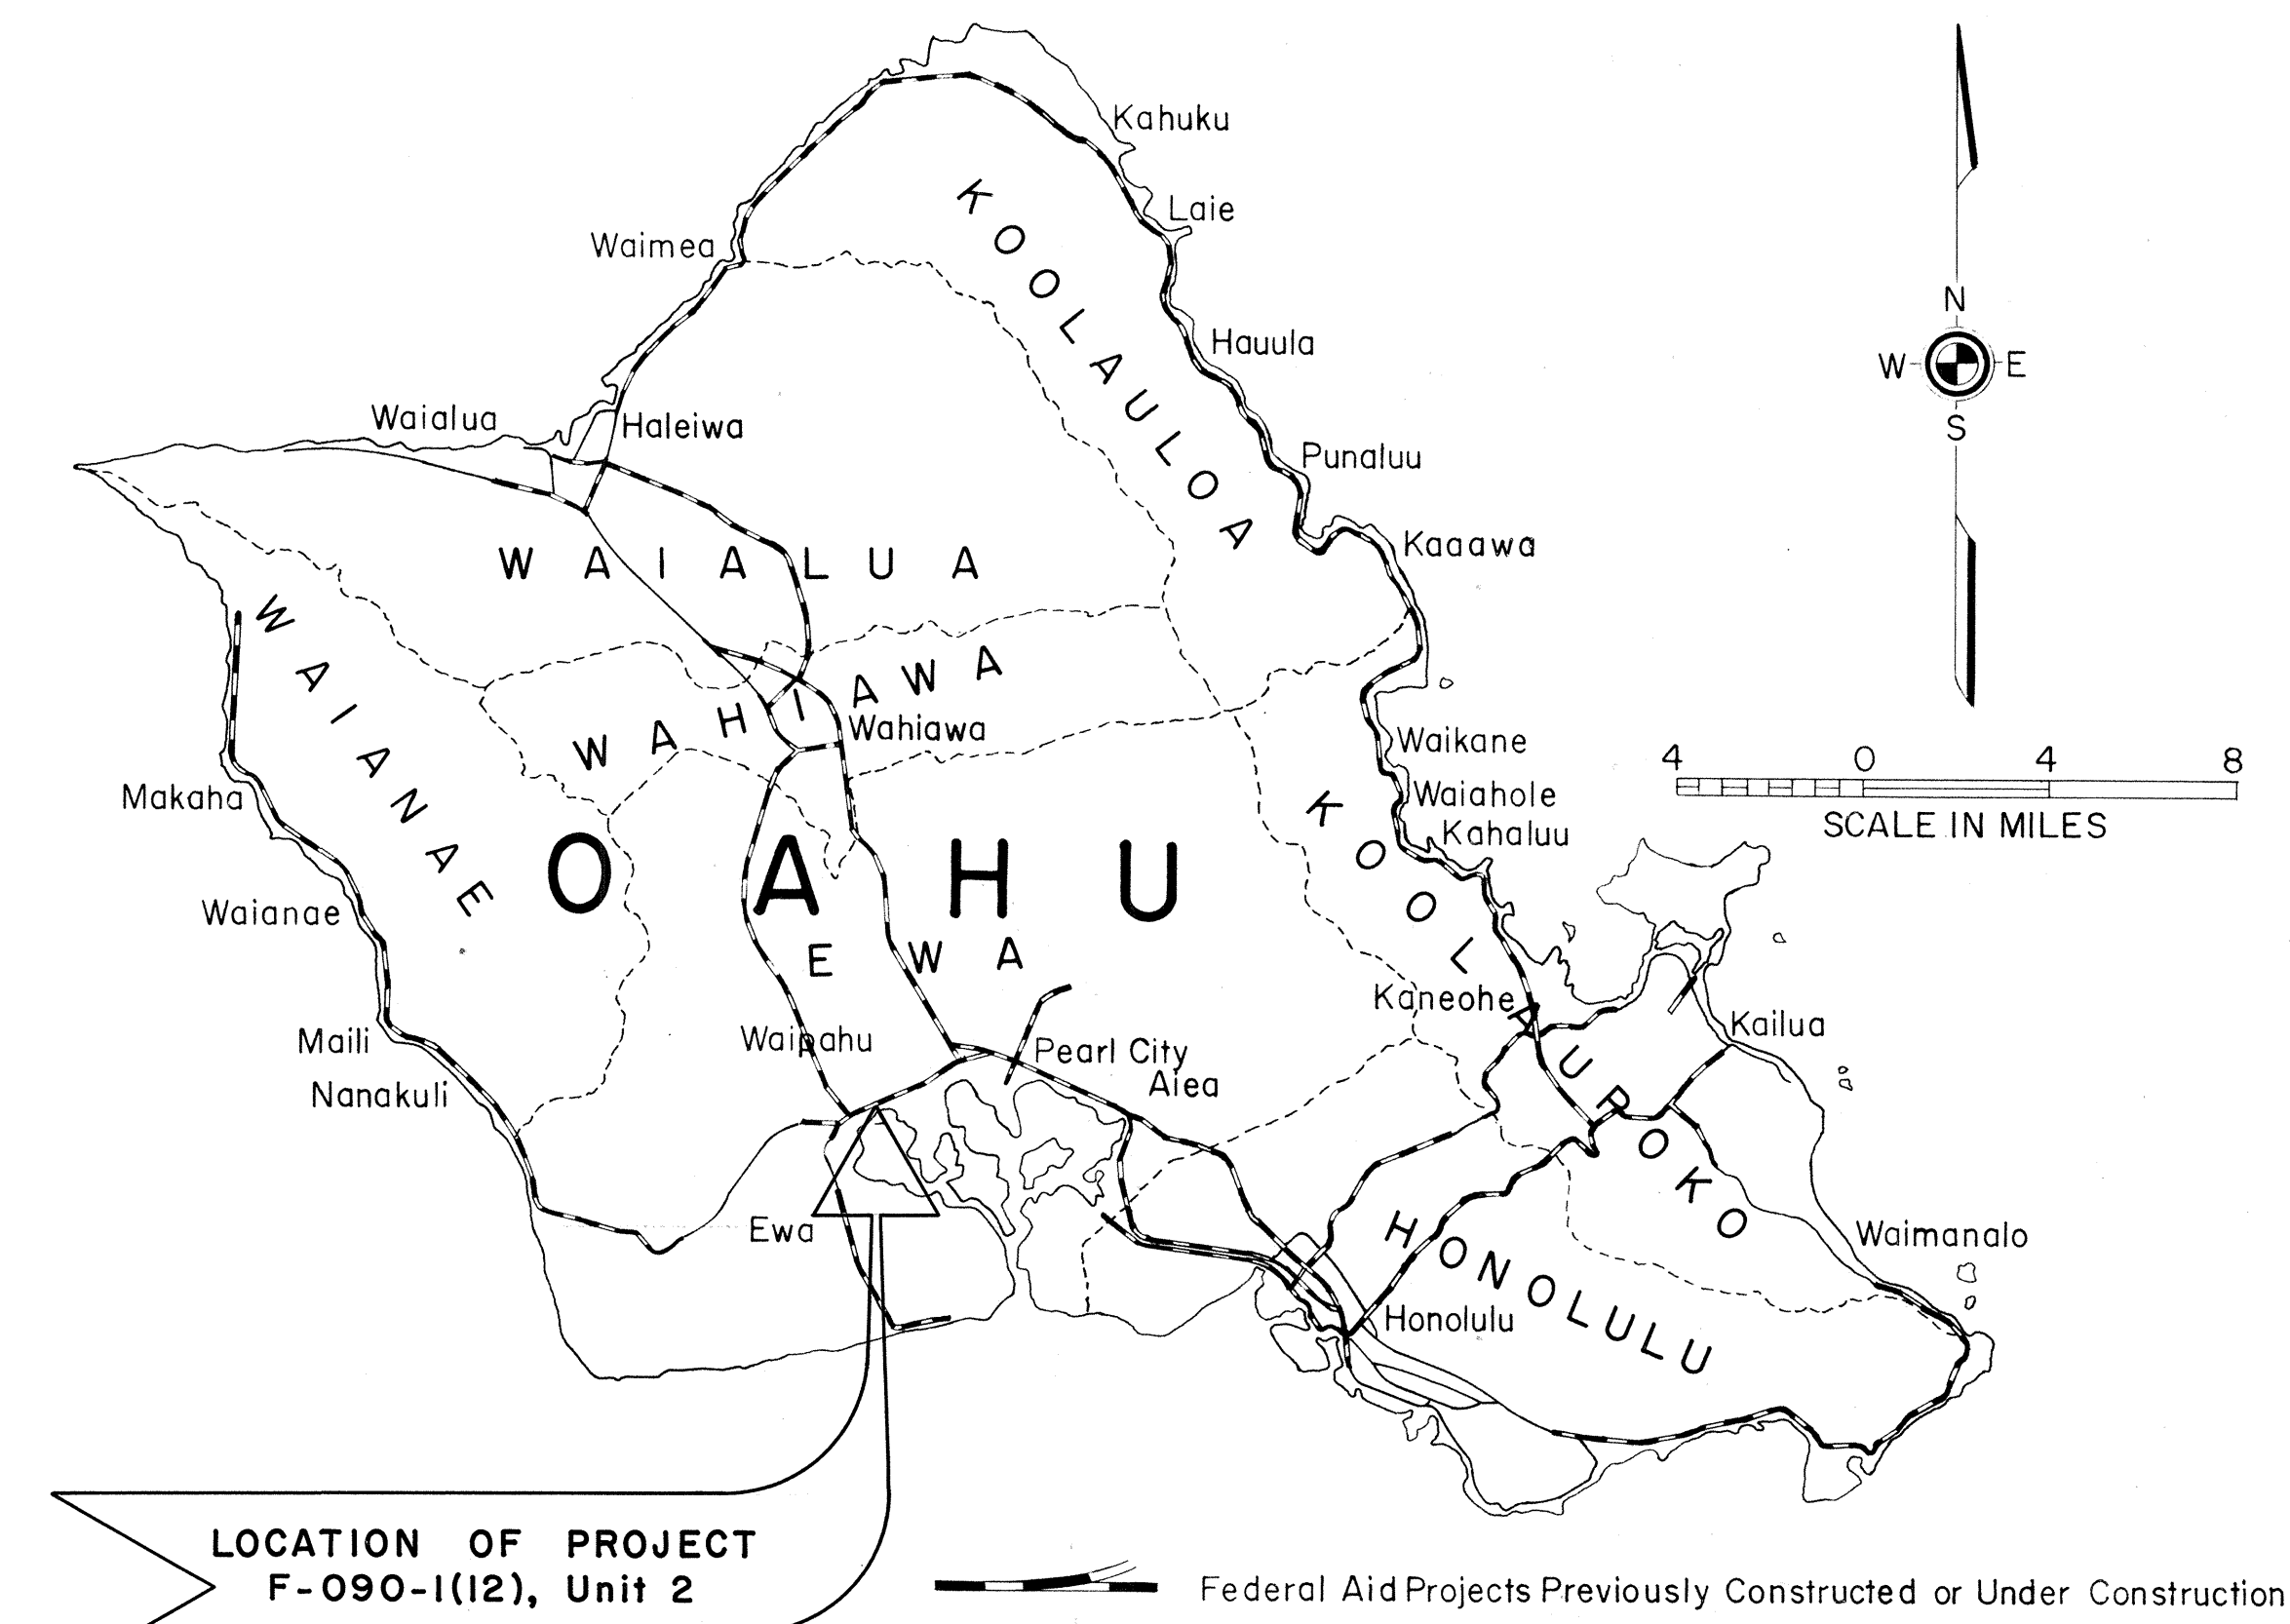 Kahuku
Laie
Waimea
KOOLAULOA
N
W E
S
Hauula
Waialua
Haleiwa
Punaluu
Kaaawa
WAIALUA
WAIANAE
WAHIAWA
Wahiawa
Waikane
4 0 4 8
SCALE IN MILES
Makaha
Waiahole
Kahaluu
KOOLAUPOKO
OAHU
Waianae
EWA
Kaneohe
Kailua
Maili
Waipahu
Pearl City
Aiea
Nanakuli
Ewa
HONOLULU
Waimanalo
Honolulu
LOCATION OF PROJECT
F-090-1(12), Unit 2
Federal Aid Projects Previously Constructed or Under Construction